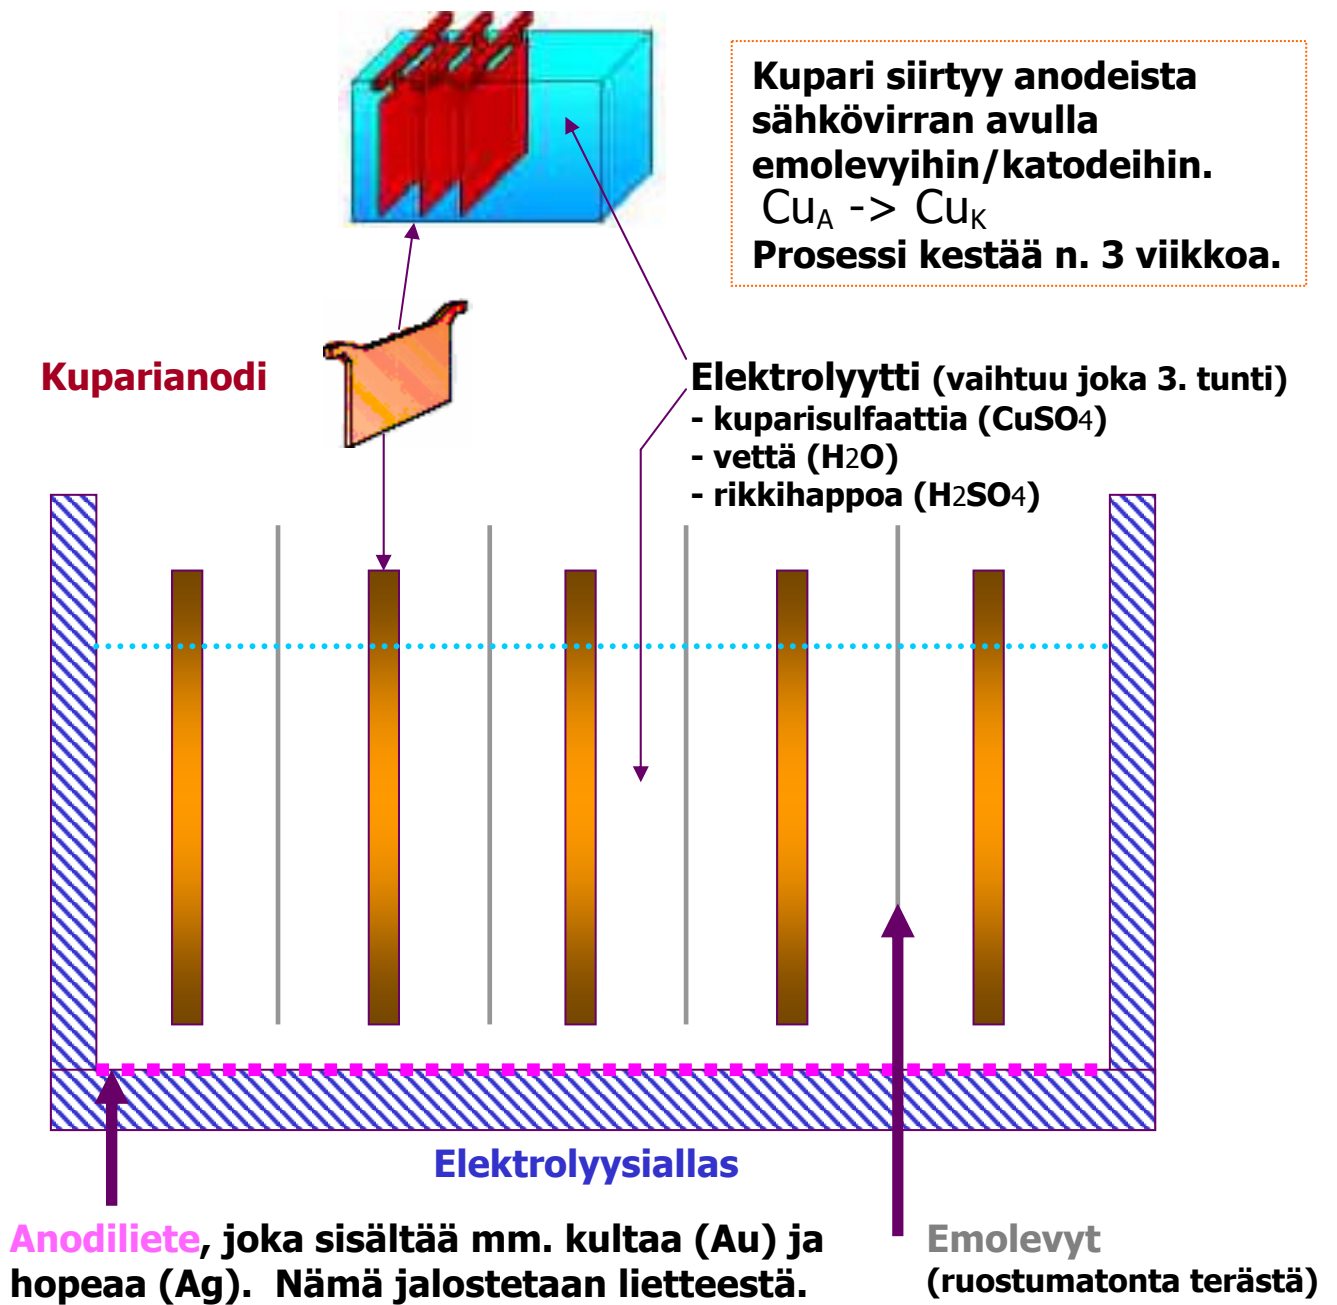 Kupari siirtyy anodeista
sähkövirran avulla
emolevyihin/katodeihin.
Cu_A -> Cu_K
Prosessi kestää n. 3 viikkoa.
Kuparianodi
Elektrolyytti (vaihtuu joka 3. tunti)
- kuparisulfaattia (CuSO4)
- vettä (H2O)
- rikkihappoa (H2SO4)
Elektrolyysiallas
Anodiliete, joka sisältää mm. kultaa (Au) ja
hopeaa (Ag).  Nämä jalostetaan lietteestä.
Emolevyt
(ruostumatonta terästä)